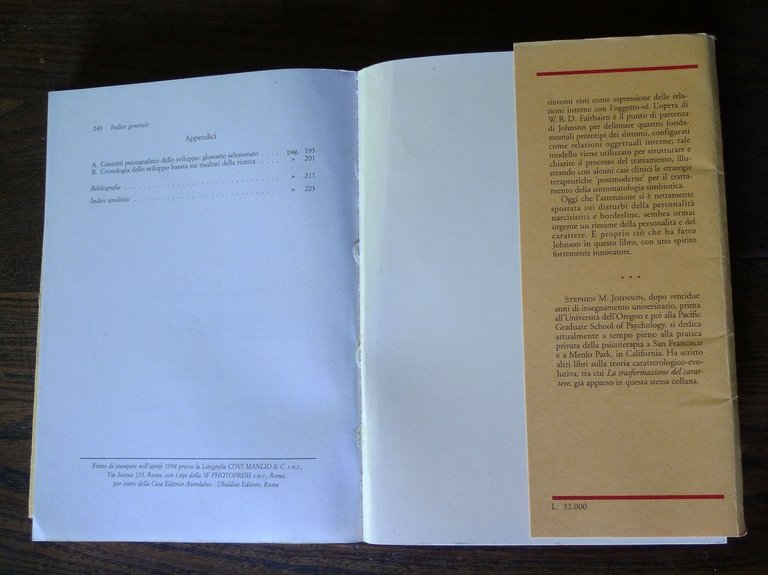 240 Indice generale
Appendici
A. Concetti psicoanalitici dello sviluppo: glossario selezionato . . . . pag. 193
B. Cronologia dello sviluppo basata sui risultati della ricerca . . . » 201
Bibliografia . . . . . . . . . . . . . . . . . . . . . . . . . . » 211
Indice analitico . . . . . . . . . . . . . . . . . . . . . . . . » 223
Finito di stampare nell'aprile 1994 presso la Litografia COVI MANLIO & C. s.n.c.,
Via Savoca 153, Roma, con i tipi della 3F PHOTOPRESS s.n.c., Roma,
per conto della Casa Editrice Astrolabio - Ubaldini Editore, Roma
sintomi visti come espressione delle rela-
zioni interne con l'oggetto-sé. L'opera di
W. R. D. Fairbairn è il punto di partenza
di Johnson per delineare quattro fonda-
mentali prototipi dei sintomi, configurati
come relazioni oggettuali interne; tale
modello viene utilizzato per strutturare e
chiarire il processo del trattamento, illu-
strando con alcuni casi clinici le strategie
terapeutiche 'postmoderne' per il tratta-
mento della sintomatologia simbiotica.
Oggi che l'attenzione si è nettamente
spostata sui disturbi della personalità
narcisistici e borderline, sembra ormai
urgente un riesame della personalità e del
carattere. È proprio ciò che ha fatto
Johnson in questo libro, con uno spirito
fortemente innovatore.
* * *
STEPHEN M. JOHNSON, dopo ventidue
anni di insegnamento universitario, prima
all'Università dell'Oregon e poi alla Pacific
Graduate School of Psychology, si dedica
attualmente a tempo pieno alla pratica
privata della psicoterapia a San Francisco
e a Menlo Park, in California. Ha scritto
altri libri sulla teoria caratterologico-evo-
lutiva, tra cui La trasformazione del carat-
tere, già apparso in questa stessa collana.
L. 32.000